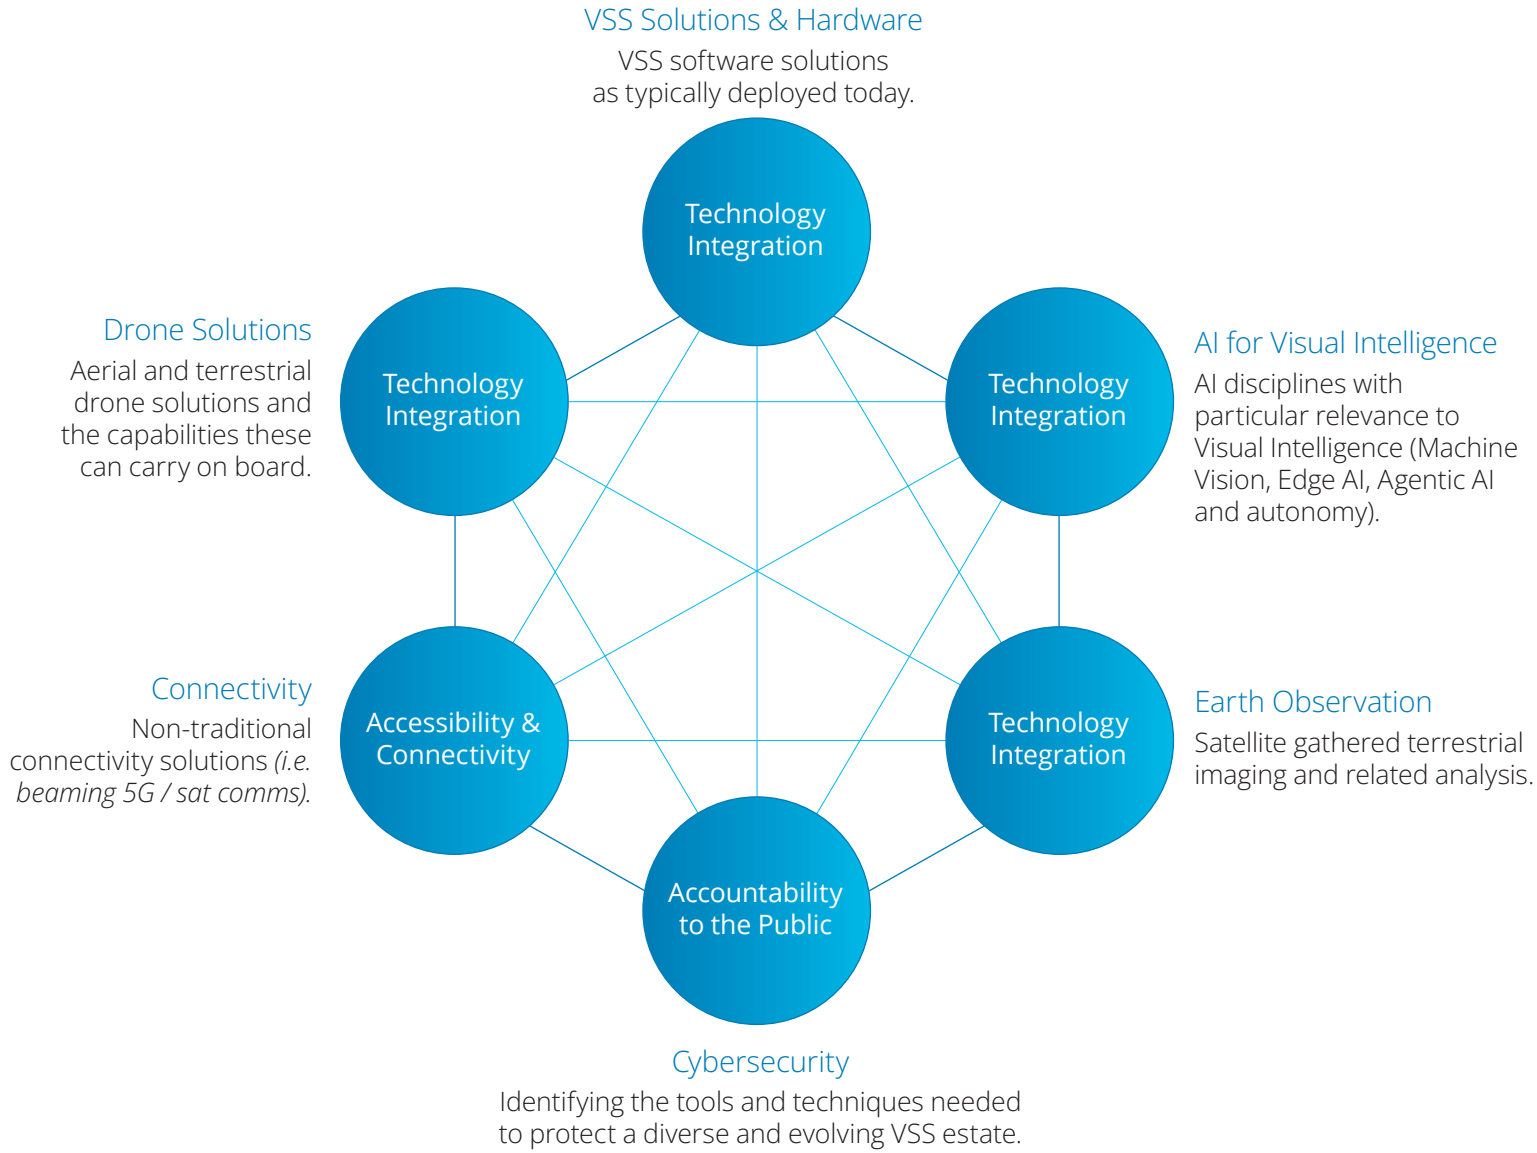 VSS Solutions & Hardware
VSS software solutions
as typically deployed today.
Technology
Integration
Drone Solutions
Aerial and terrestrial
drone solutions and
the capabilities these
can carry on board.
Technology
Integration
Technology
Integration
AI for Visual Intelligence
AI disciplines with
particular relevance to
Visual Intelligence (Machine
Vision, Edge AI, Agentic AI
and autonomy).
Connectivity
Non-traditional
connectivity solutions (i.e.
beaming 5G / sat comms).
Accessibility &
Connectivity
Technology
Integration
Earth Observation
Satellite gathered terrestrial
imaging and related analysis.
Accountability
to the Public
Cybersecurity
Identifying the tools and techniques needed
to protect a diverse and evolving VSS estate.